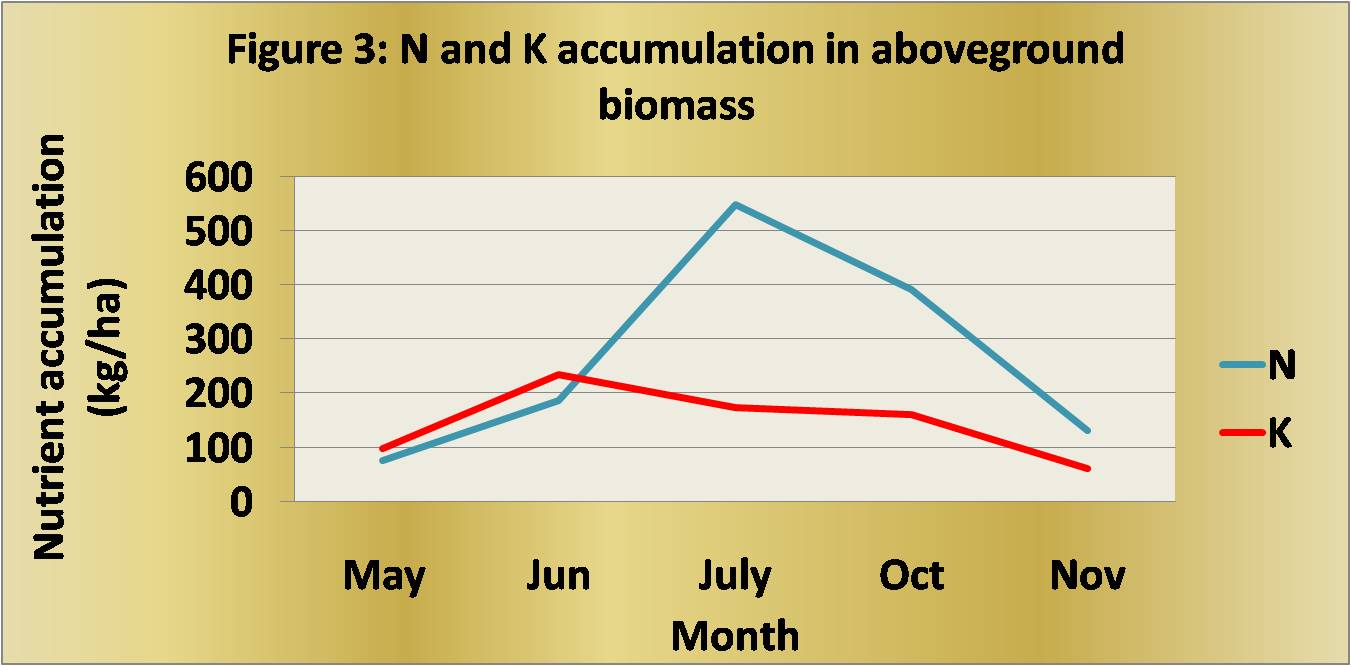 Figure 3: N and K accumulation in aboveground
biomass
Nutrient accumulation
(kg/ha)
600
500
400
300
200
100
0
May Jun July Oct Nov
Month
N
K